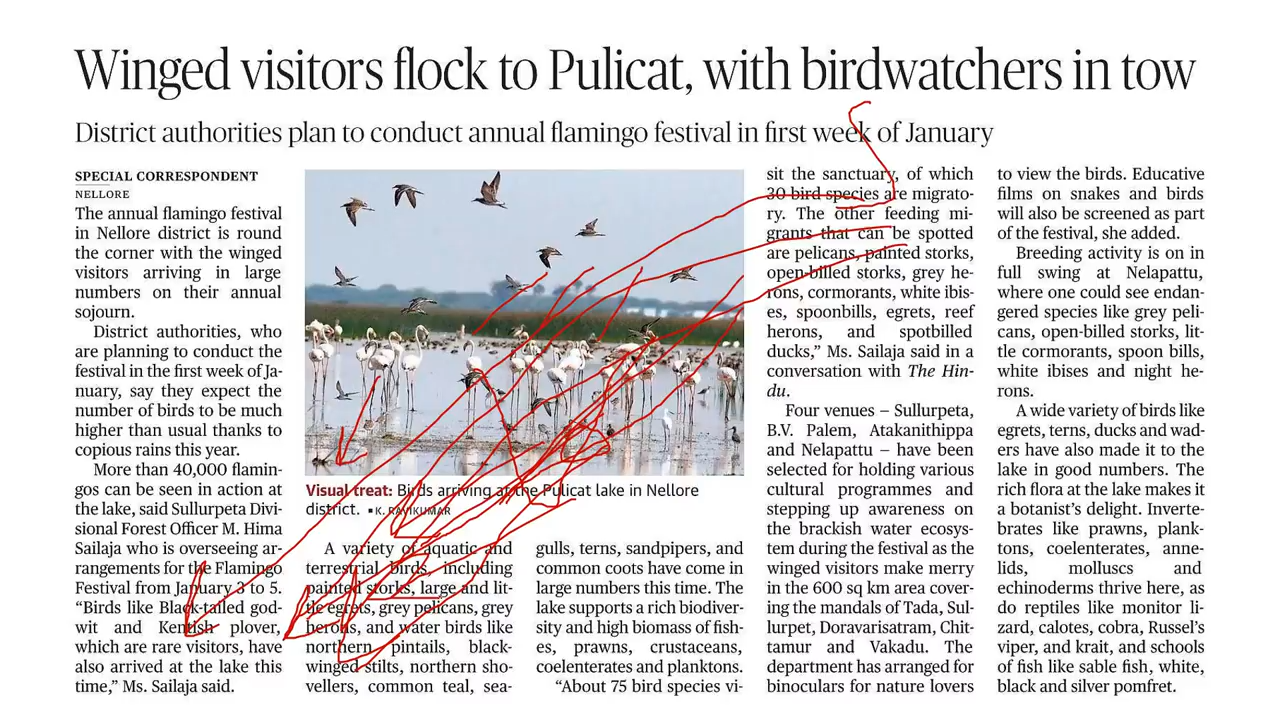 Winged visitors flock to Pulicat, with birdwatchers in tow
District authorities plan to conduct annual flamingo festival in first week of January
SPECIAL CORRESPONDENT
NELLORE
The annual flamingo festival
in Nellore district is round
the corner with the winged
visitors arriving in large
numbers on their annual
sojourn.
District authorities, who
are planning to conduct the
festival in the first week of Ja-
nuary, say they expect the
number of birds to be much
higher than usual thanks to
copious rains this year.
More than 40,000 flamin-
gos can be seen in action at
the lake, said Sullurpeta Divi-
sional Forest Officer M. Hima
Sailaja who is overseeing ar-
rangements for the Flamingo
Festival from January 3 to 5.
“Birds like Black-tailed god-
wit and Kentish plover,
which are rare visitors, have
also arrived at the lake this
time,” Ms. Sailaja said.
Visual treat: Birds arriving at the Pulicat lake in Nellore
district. ▪ K. RAVIKUMAR
A variety of aquatic and
terrestrial birds, including
painted storks, large and lit-
tle egrets, grey pelicans, grey
herons, and water birds like
northern pintails, black-
winged stilts, northern sho-
vellers, common teal, sea-
gulls, terns, sandpipers, and
common coots have come in
large numbers this time. The
lake supports a rich biodiver-
sity and high biomass of fish-
es, prawns, crustaceans,
coelenterates and planktons.
“About 75 bird species vi-
sit the sanctuary, of which
30 bird species are migrato-
ry. The other feeding mi-
grants that can be spotted
are pelicans, painted storks,
open-billed storks, grey he-
rons, cormorants, white ibis-
es, spoonbills, egrets, reef
herons, and spotbilled
ducks,” Ms. Sailaja said in a
conversation with The Hin-
du.
Four venues – Sullurpeta,
B.V. Palem, Atakanithippa
and Nelapattu – have been
selected for holding various
cultural programmes and
stepping up awareness on
the brackish water ecosys-
tem during the festival as the
winged visitors make merry
in the 600 sq km area cover-
ing the mandals of Tada, Sul-
lurpet, Doravarisatram, Chit-
tamur and Vakadu. The
department has arranged for
binoculars for nature lovers
to view the birds. Educative
films on snakes and birds
will also be screened as part
of the festival, she added.
Breeding activity is on in
full swing at Nelapattu,
where one could see endan-
gered species like grey peli-
cans, open-billed storks, lit-
tle cormorants, spoon bills,
white ibises and night he-
rons.
A wide variety of birds like
egrets, terns, ducks and wad-
ers have also made it to the
lake in good numbers. The
rich flora at the lake makes it
a botanist’s delight. Inverte-
brates like prawns, plank-
tons, coelenterates, anne-
lids, molluscs and
echinoderms thrive here, as
do reptiles like monitor li-
zard, calotes, cobra, Russel’s
viper, and krait, and schools
of fish like sable fish, white,
black and silver pomfret.